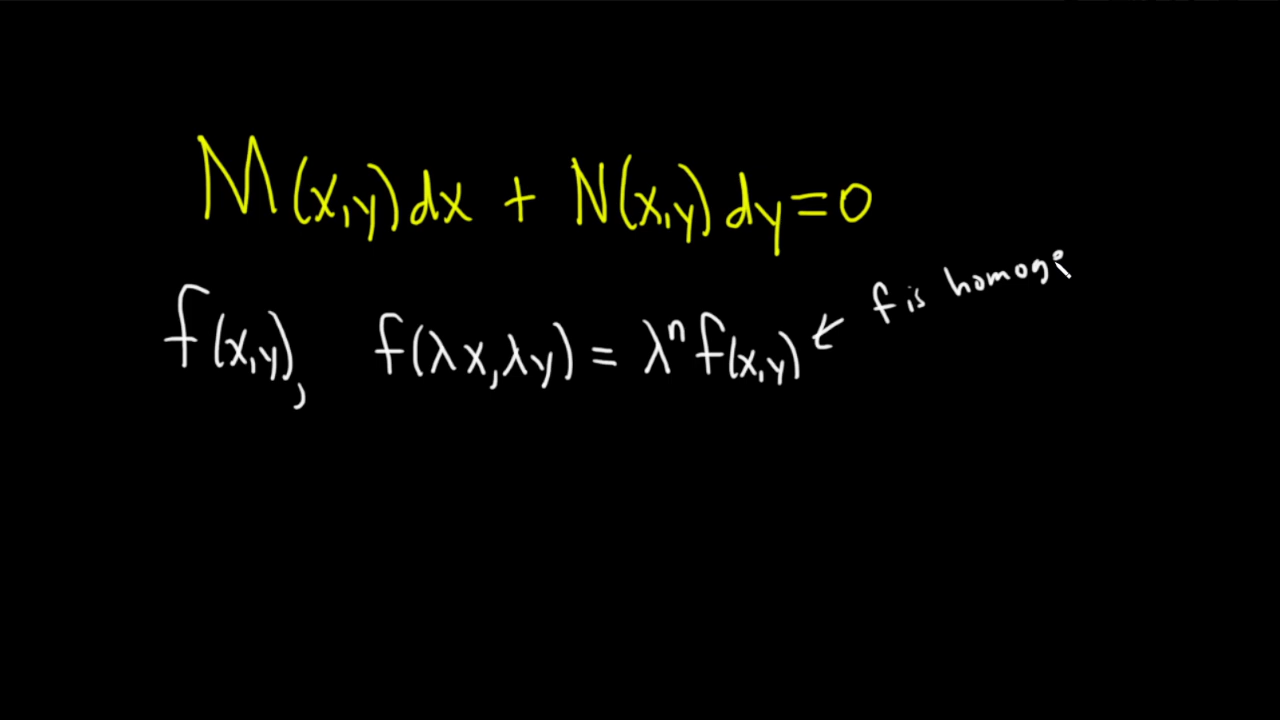 M(x,y)dx + N(x,y)dy=0
f(x,y), f(λx,λy) = λⁿf(x,y) ← f is homoge